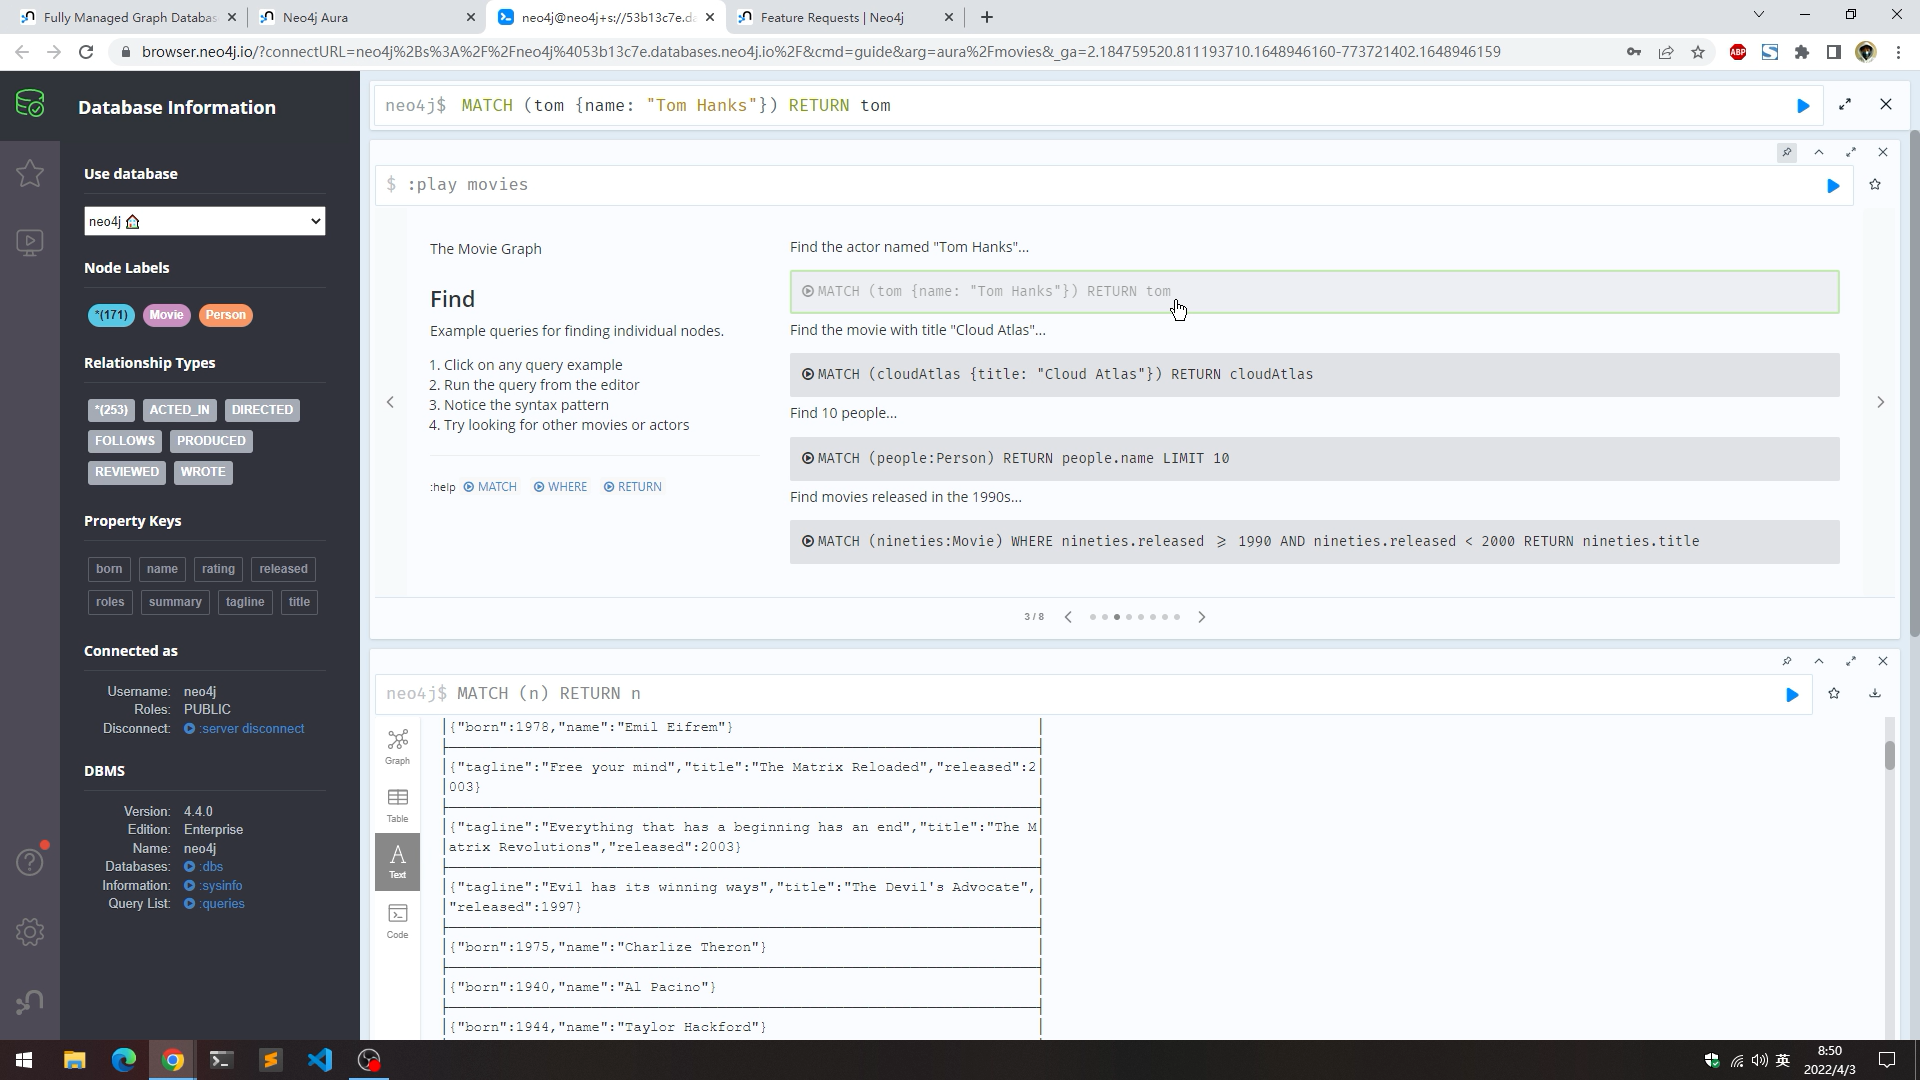 Fully Managed Graph Databas
Neo4j Aura
neo4j@neo4j+s://53b13c7e.da
Feature Requests | Neo4j
browser.neo4j.io/?connectURL=neo4j%2Bs%3A%2F%2Fneo4j%4053b13c7e.databases.neo4j.io%2F&cmd=guide&arg=aura%2Fmovies&_ga=2.184759520.811193710.1648946160-773721402.1648946159
ABP
Database Information
Use database
neo4j
Node Labels
*(171) Movie Person
Relationship Types
*(253) ACTED_IN DIRECTED
FOLLOWS PRODUCED
REVIEWED WROTE
Property Keys
born name rating released
roles summary tagline title
Connected as
Username: neo4j
Roles: PUBLIC
Disconnect: :server disconnect
DBMS
Version: 4.4.0
Edition: Enterprise
Name: neo4j
Databases: :dbs
Information: :sysinfo
Query List: :queries
neo4j$ MATCH (tom {name: "Tom Hanks"}) RETURN tom
$ :play movies
The Movie Graph
Find
Example queries for finding individual nodes.
1. Click on any query example
2. Run the query from the editor
3. Notice the syntax pattern
4. Try looking for other movies or actors
:help MATCH WHERE RETURN
Find the actor named "Tom Hanks"...
MATCH (tom {name: "Tom Hanks"}) RETURN tom
Find the movie with title "Cloud Atlas"...
MATCH (cloudAtlas {title: "Cloud Atlas"}) RETURN cloudAtlas
Find 10 people...
MATCH (people:Person) RETURN people.name LIMIT 10
Find movies released in the 1990s...
MATCH (nineties:Movie) WHERE nineties.released ⩾ 1990 AND nineties.released < 2000 RETURN nineties.title
3 / 8
neo4j$ MATCH (n) RETURN n
Graph
Table
A
Text
Code
{"born":1978,"name":"Emil Eifrem"}
{"tagline":"Free your mind","title":"The Matrix Reloaded","released":2
003}
{"tagline":"Everything that has a beginning has an end","title":"The M
atrix Revolutions","released":2003}
{"tagline":"Evil has its winning ways","title":"The Devil's Advocate",
"released":1997}
{"born":1975,"name":"Charlize Theron"}
{"born":1940,"name":"Al Pacino"}
{"born":1944,"name":"Taylor Hackford"}
英
8:50
2022/4/3